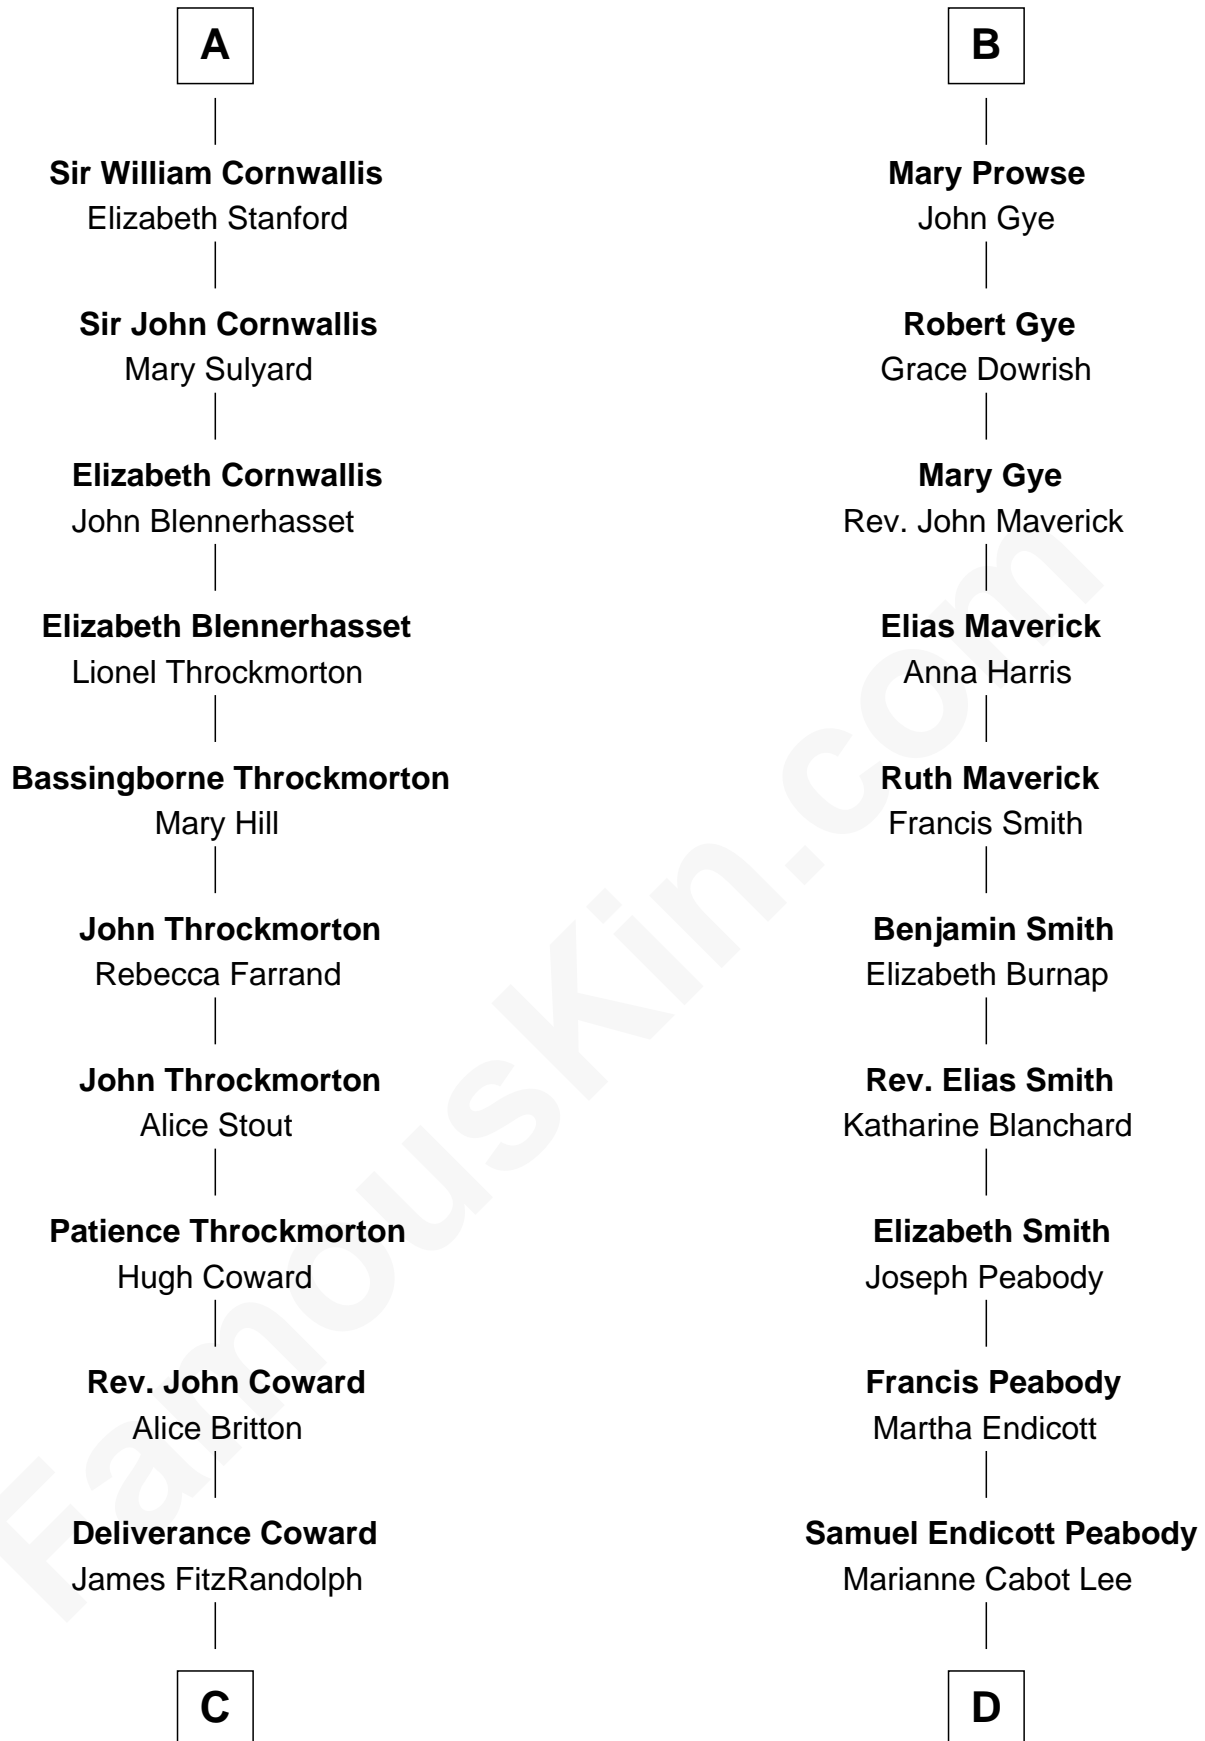 A
Sir William Cornwallis
Elizabeth Stanford
Sir John Cornwallis
Mary Sulyard
Elizabeth Cornwallis
John Blennerhasset
Elizabeth Blennerhasset
Lionel Throckmorton
Bassingborne Throckmorton
Mary Hill
John Throckmorton
Rebecca Farrand
John Throckmorton
Alice Stout
Patience Throckmorton
Hugh Coward
Rev. John Coward
Alice Britton
Deliverance Coward
James FitzRandolph
C
B
Mary Prowse
John Gye
Robert Gye
Grace Dowrish
Mary Gye
Rev. John Maverick
Elias Maverick
Anna Harris
Ruth Maverick
Francis Smith
Benjamin Smith
Elizabeth Burnap
Rev. Elias Smith
Katharine Blanchard
Elizabeth Smith
Joseph Peabody
Francis Peabody
Martha Endicott
Samuel Endicott Peabody
Marianne Cabot Lee
D
FamousKin.com